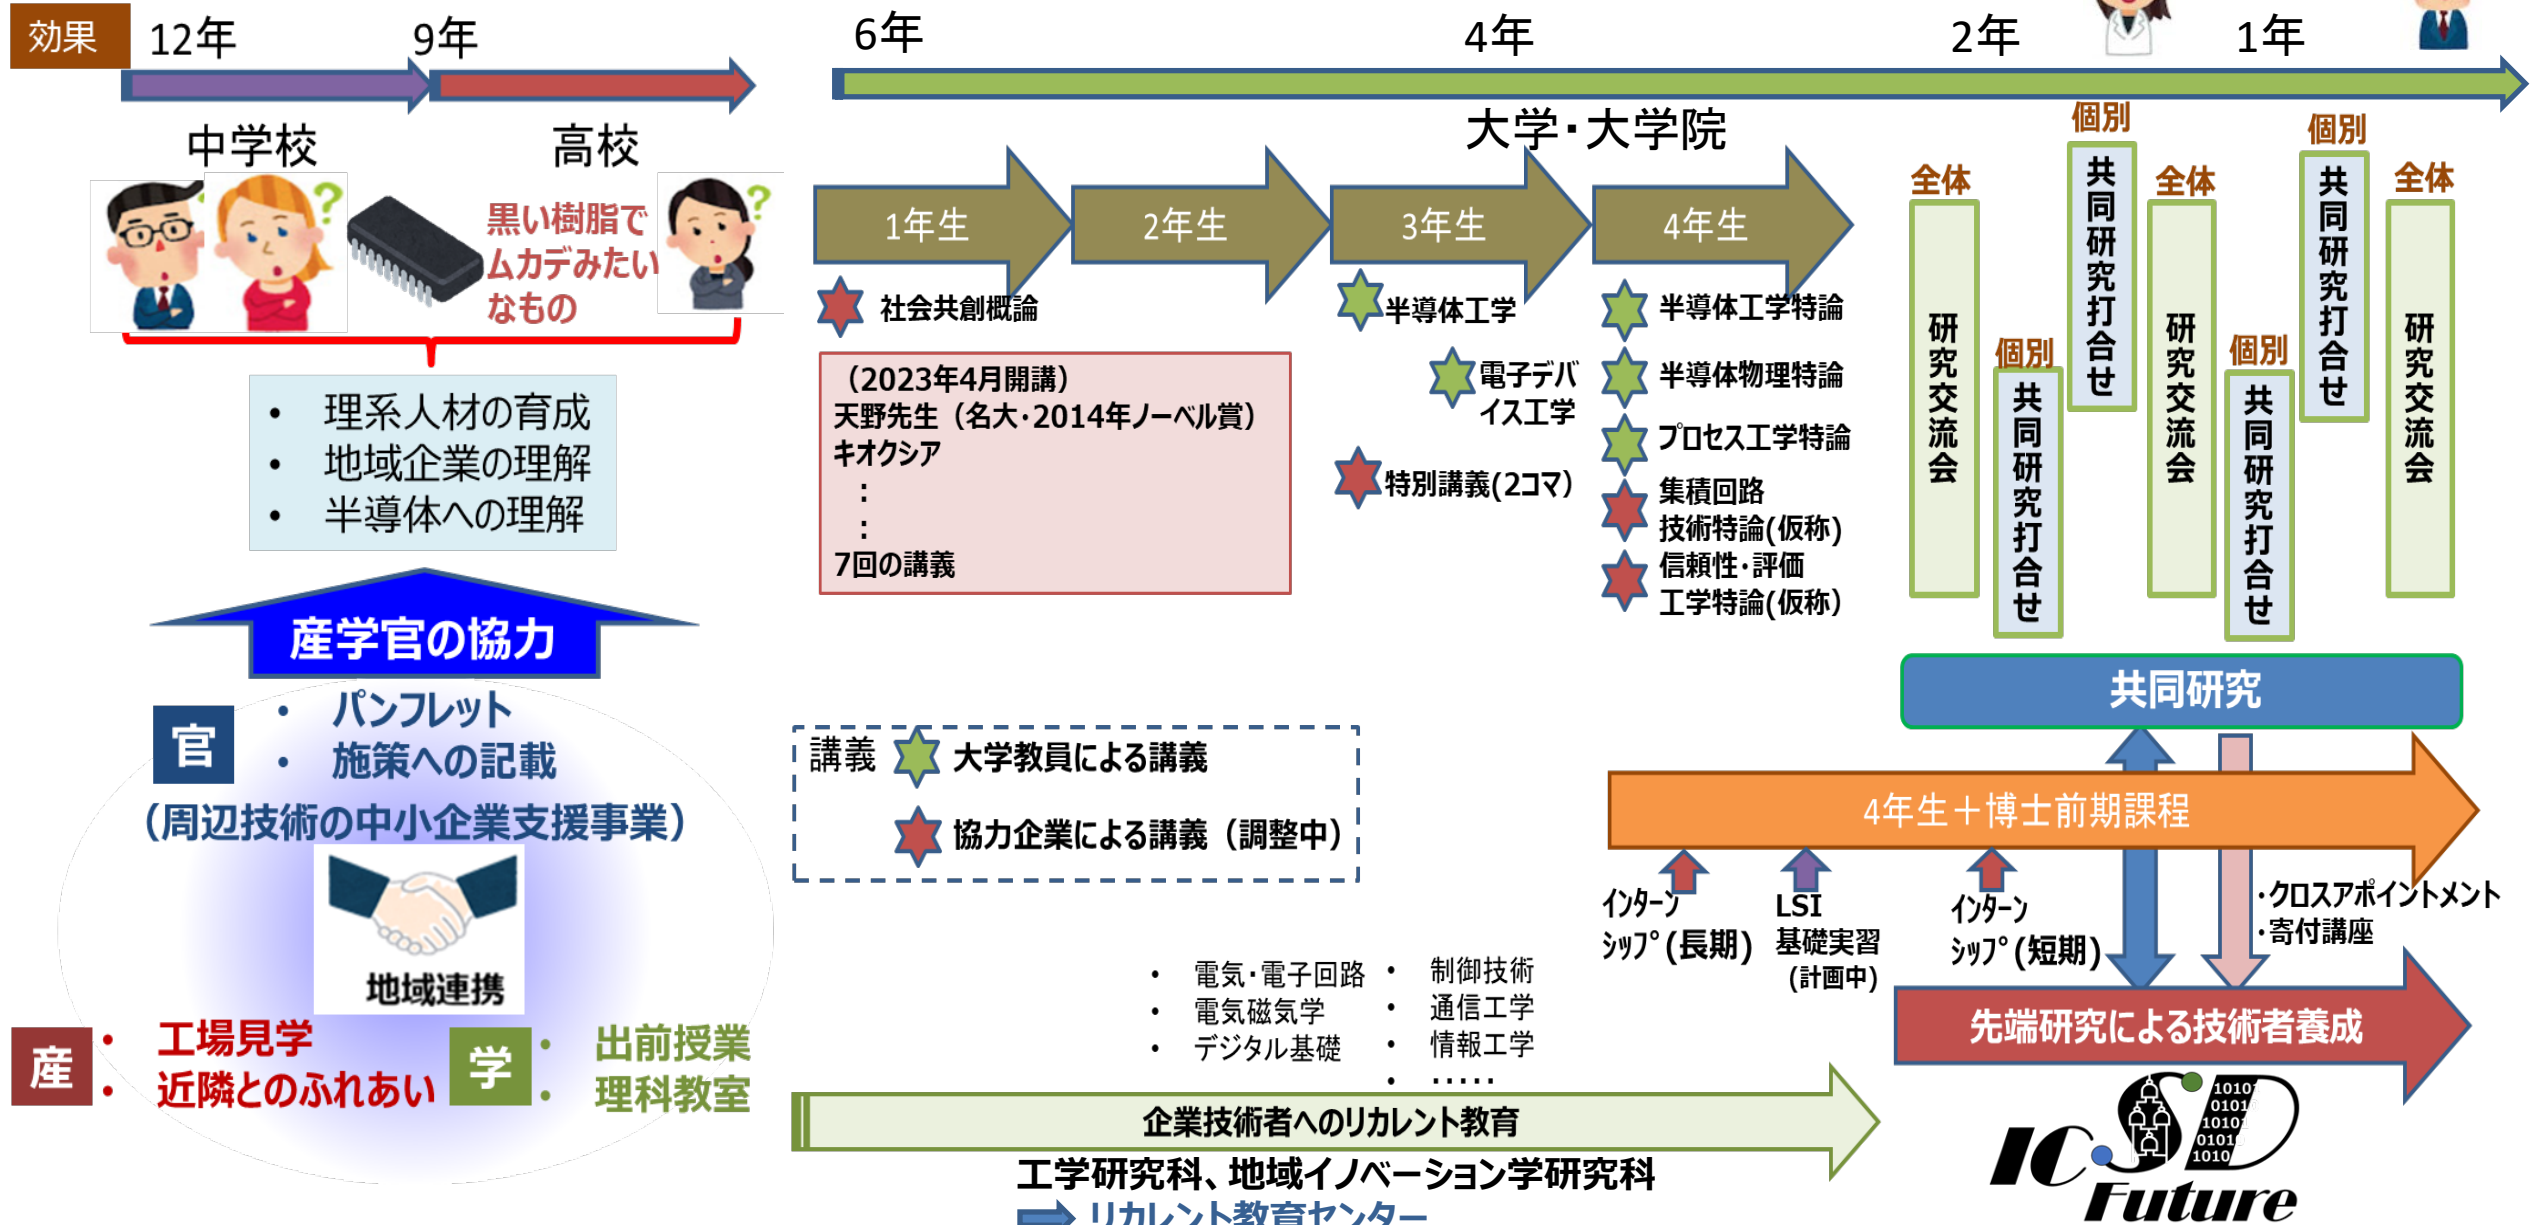 効果
12年
9年
6年
4年
2年
1年
中学校
高校
大学・大学院
?
?
?
黒い樹脂で
ムカデみたい
なもの
・ 理系人材の育成
・ 地域企業の理解
・ 半導体への理解
産学官の協力
官
・ パンフレット
・ 施策への記載
（周辺技術の中小企業支援事業）
地域連携
産
・ 工場見学
・ 近隣とのふれあい
学
・ 出前授業
・ 理科教室
1年生
2年生
3年生
4年生
社会共創概論
（2023年4月開講）
天野先生（名大・2014年ノーベル賞）
キオクシア
：
：
7回の講義
半導体工学
電子デバ
イス工学
特別講義(2コマ）
半導体工学特論
半導体物理特論
プロセス工学特論
集積回路
技術特論(仮称)
信頼性・評価
工学特論(仮称）
講義
大学教員による講義
協力企業による講義（調整中）
全体
研究交流会
個別
共同研究打合せ
個別
共同研究打合せ
全体
研究交流会
個別
共同研究打合せ
個別
共同研究打合せ
全体
研究交流会
共同研究
4年生＋博士前期課程
インターン
シップ(長期)
LSI
基礎実習
(計画中)
インターン
シップ(短期)
・クロスアポイントメント
・寄付講座
先端研究による技術者養成
・ 電気・電子回路
・ 電気磁気学
・ デジタル基礎
・ 制御技術
・ 通信工学
・ 情報工学
・ ・・・・・
企業技術者へのリカレント教育
工学研究科、地域イノベーション学研究科
リカレント教育センター
IC SD
1010
0101
1010
0101
1010
Future